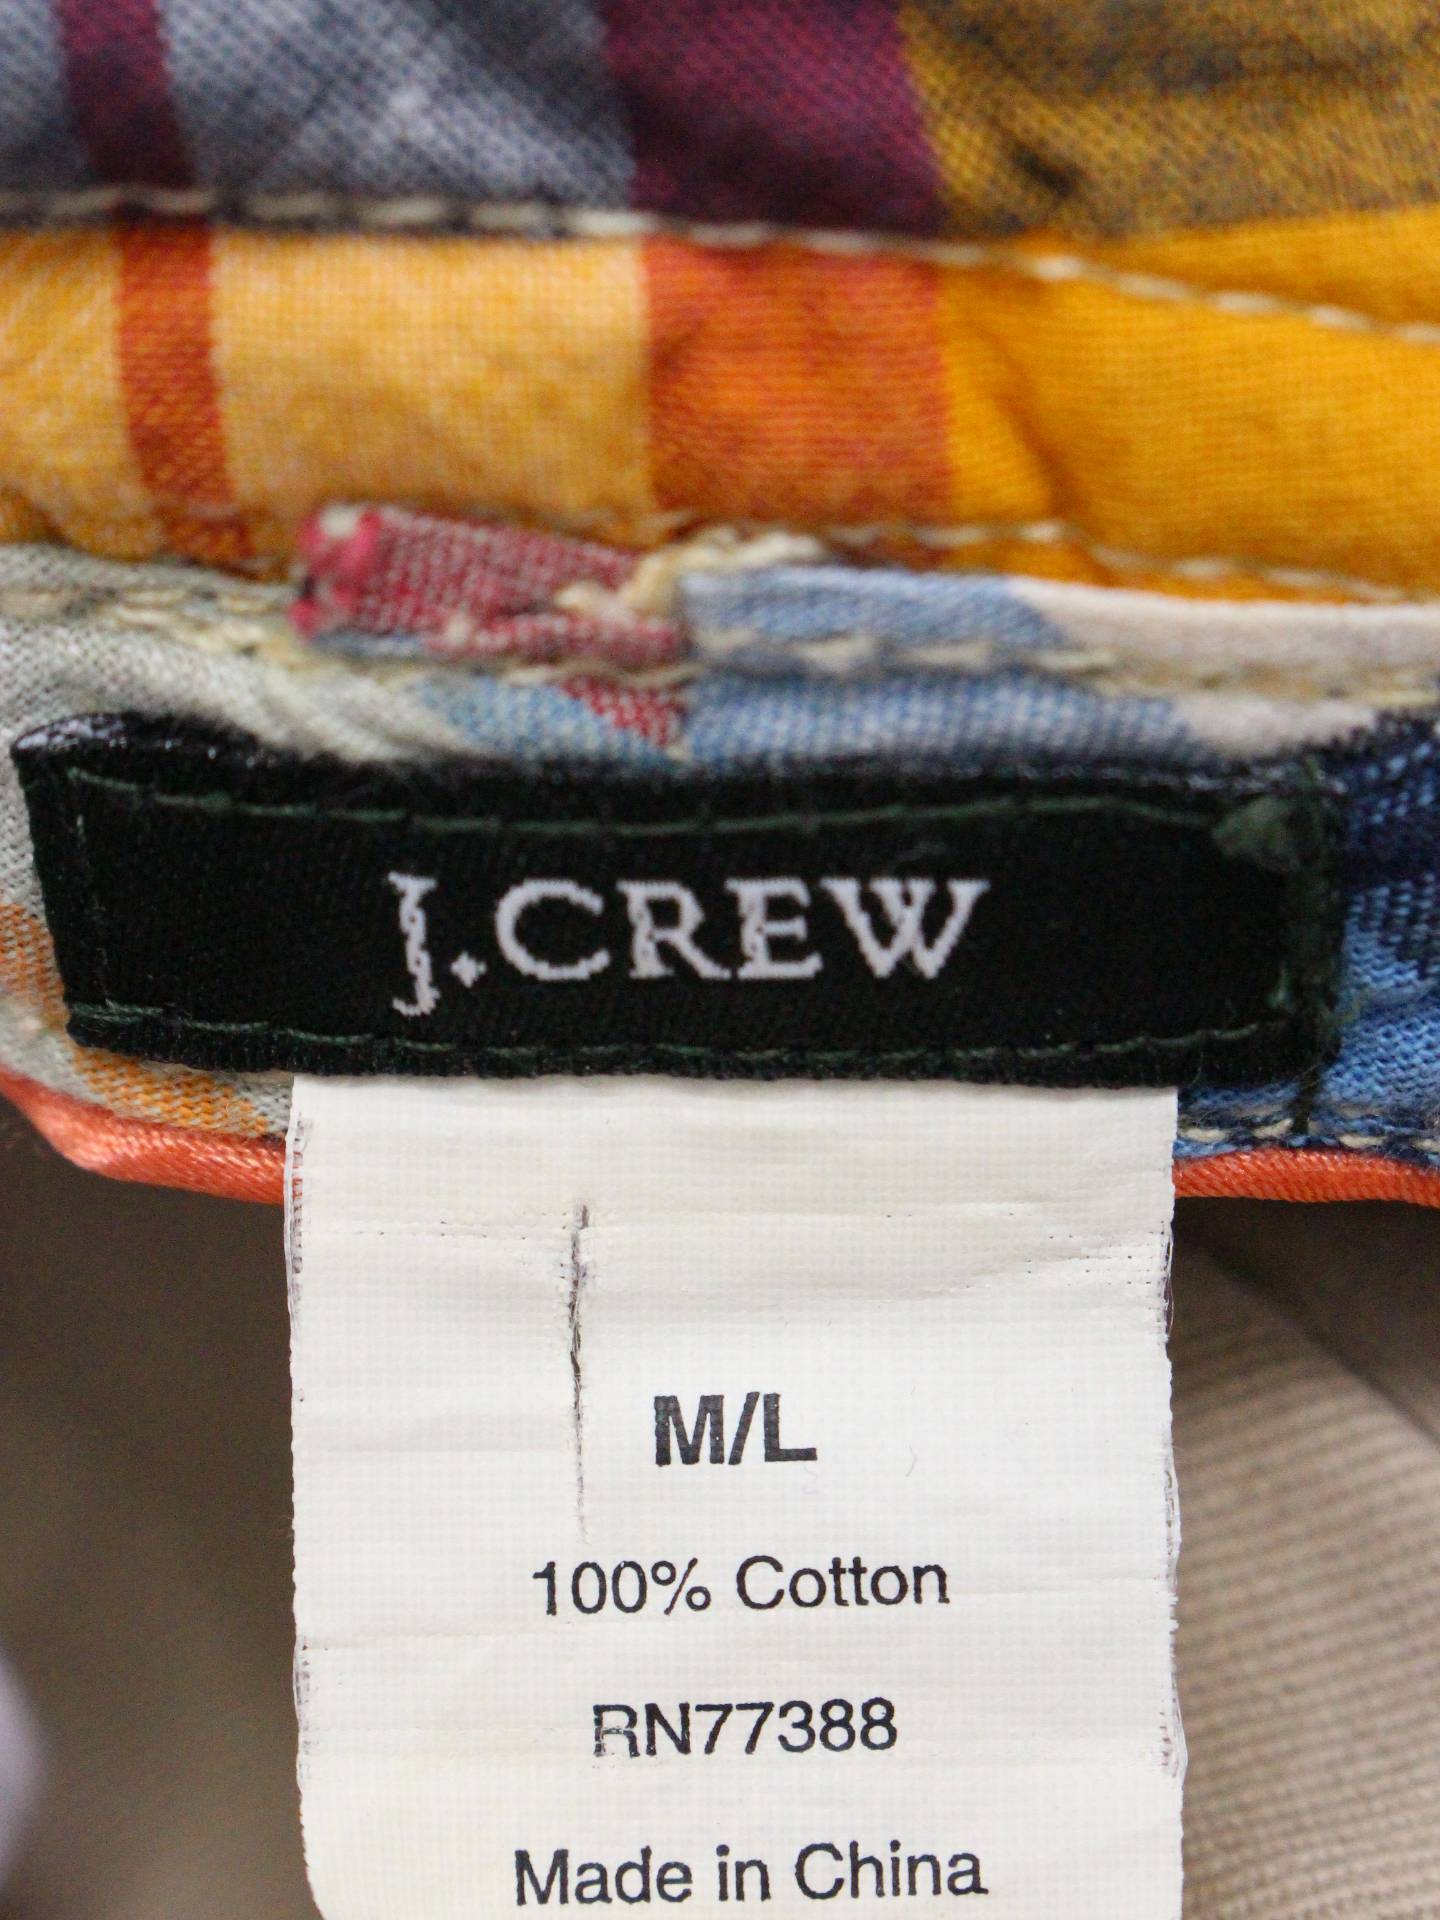 J.CREW
M/L
100% Cotton
RN77388
Made in China